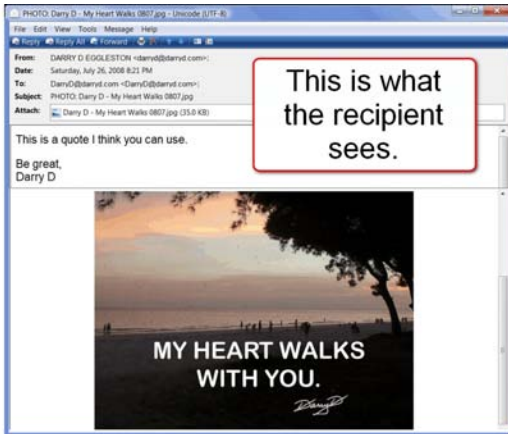 PHOTO: Darry D - My Heart Walks 0807.jpg - Unicode (UTF-8)
File Edit View Tools Message Help
Reply Reply All Forward
From: DARRY D EGGLESTON <darryd@darryd.com>;
Date: Saturday, July 26, 2008 8:21 PM
To: DarryD@darryd.com <DarryD@darryd.com>;
Subject: PHOTO: Darry D - My Heart Walks 0807.jpg
Attach: Darry D - My Heart Walks 0807.jpg (35.0 KB)
This is what
the recipient
sees.
This is a quote I think you can use.
Be great,
Darry D
MY HEART WALKS
WITH YOU.
DarryD